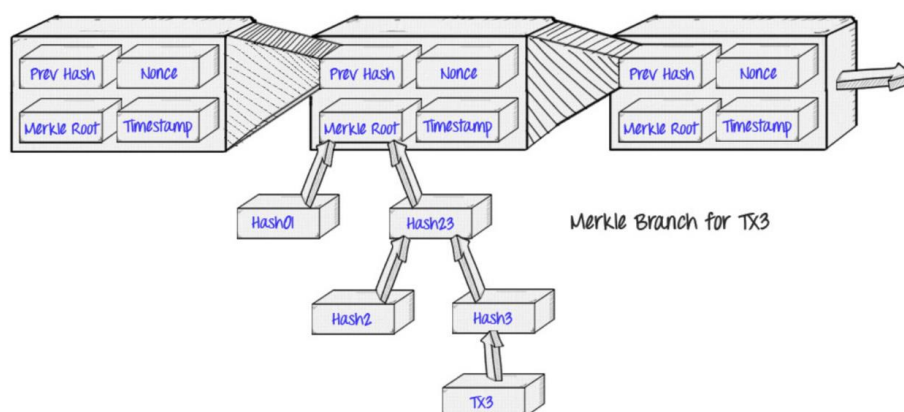 Prev Hash Nonce
Merkle Root Timestamp
Prev Hash Nonce
Merkle Root Timestamp
Prev Hash Nonce
Merkle Root Timestamp
Hash01
Hash23
Merkle Branch for TX3
Hash2
Hash3
TX3